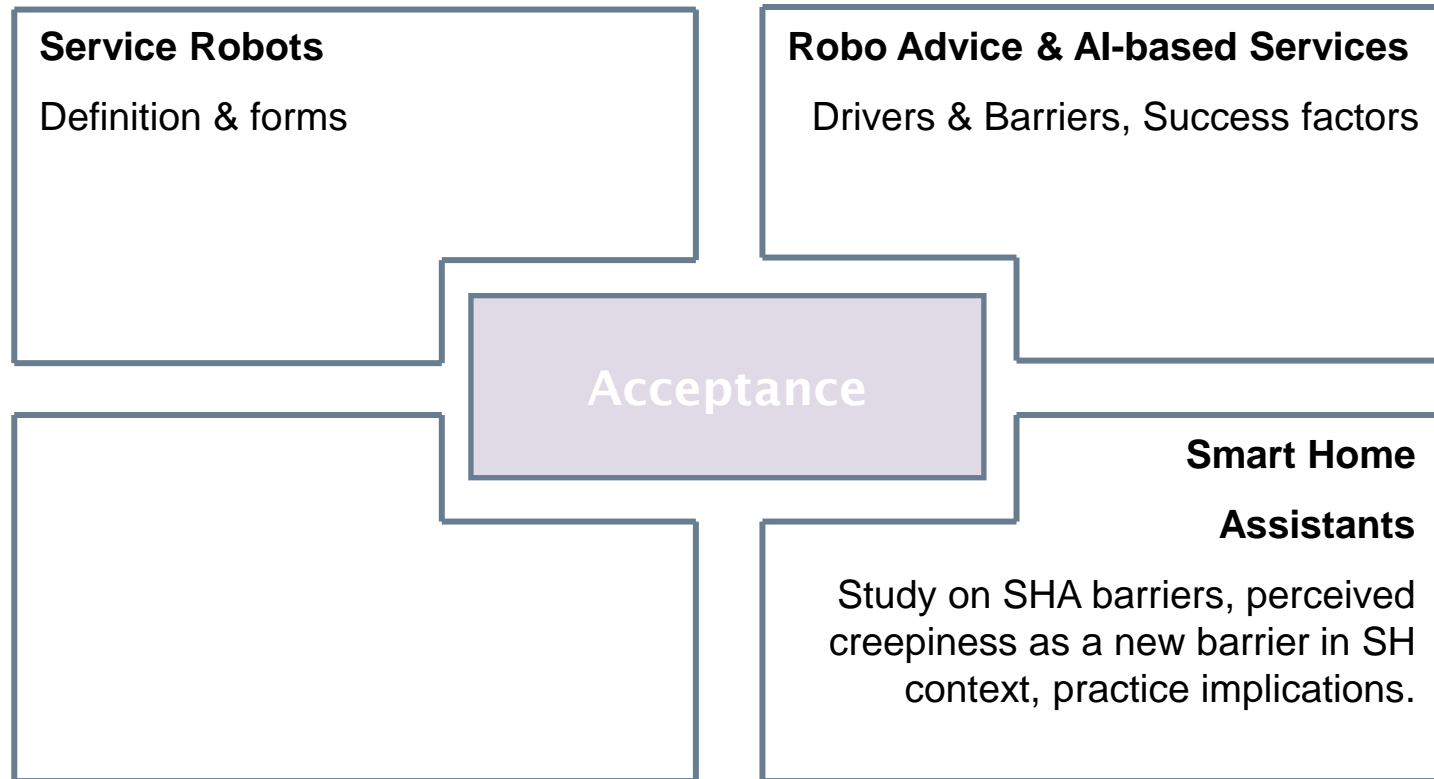 Service Robots
Definition & forms
Robo Advice & AI-based Services
Drivers & Barriers, Success factors
Acceptance
Smart Home
Assistants
Study on SHA barriers, perceived
creepiness as a new barrier in SH
context, practice implications.